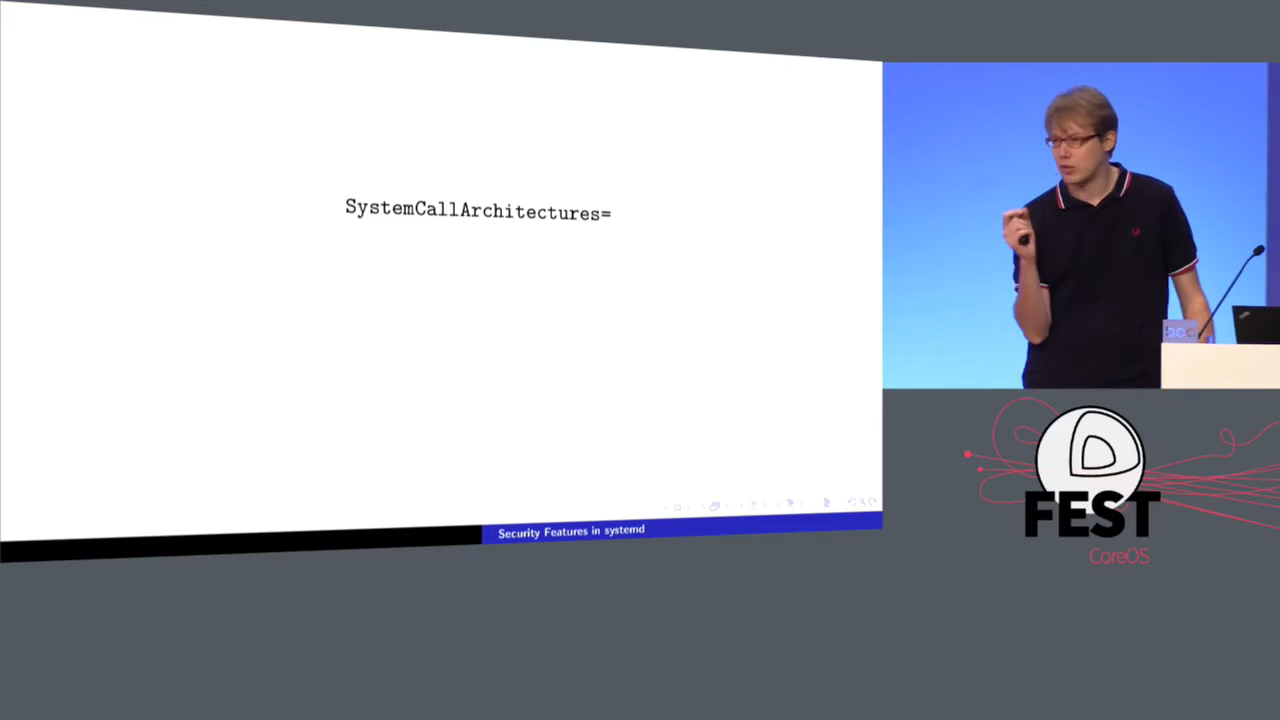 SystemCallArchitectures=
Security Features in systemd
FEST
CoreOS